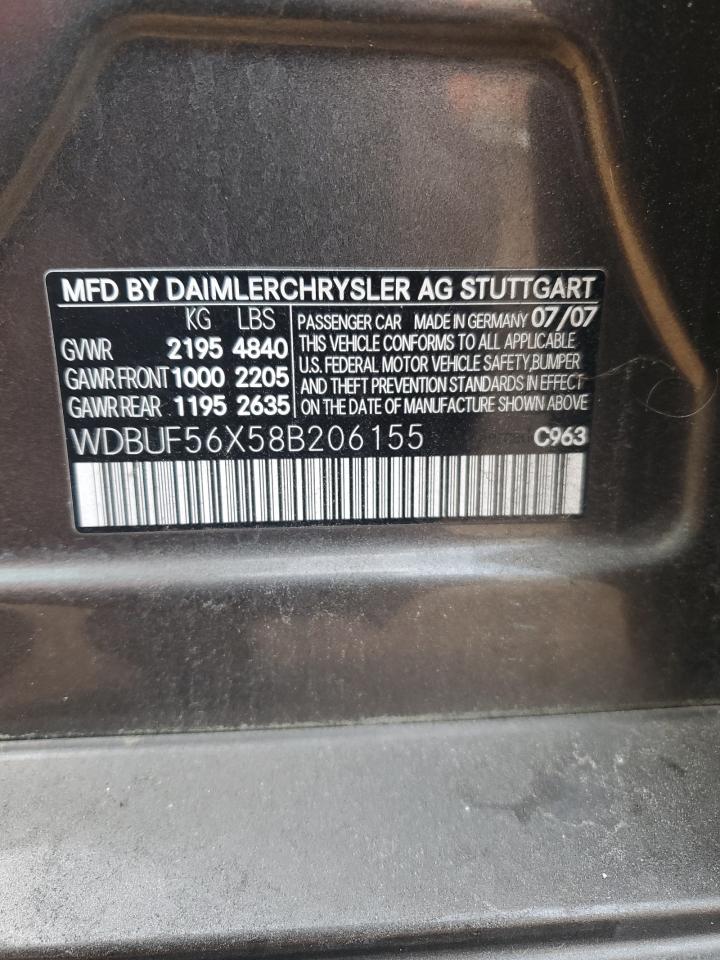 MFD BY DAIMLERCHRYSLER AG STUTTGART
KG LBS
GVWR 2195 4840
GAWR FRONT 1000 2205
GAWR REAR 1195 2635
PASSENGER CAR MADE IN GERMANY 07/07
THIS VEHICLE CONFORMS TO ALL APPLICABLE
U.S. FEDERAL MOTOR VEHICLE SAFETY,BUMPER
AND THEFT PREVENTION STANDARDS IN EFFECT
ON THE DATE OF MANUFACTURE SHOWN ABOVE
WDBUF56X58B206155
C963